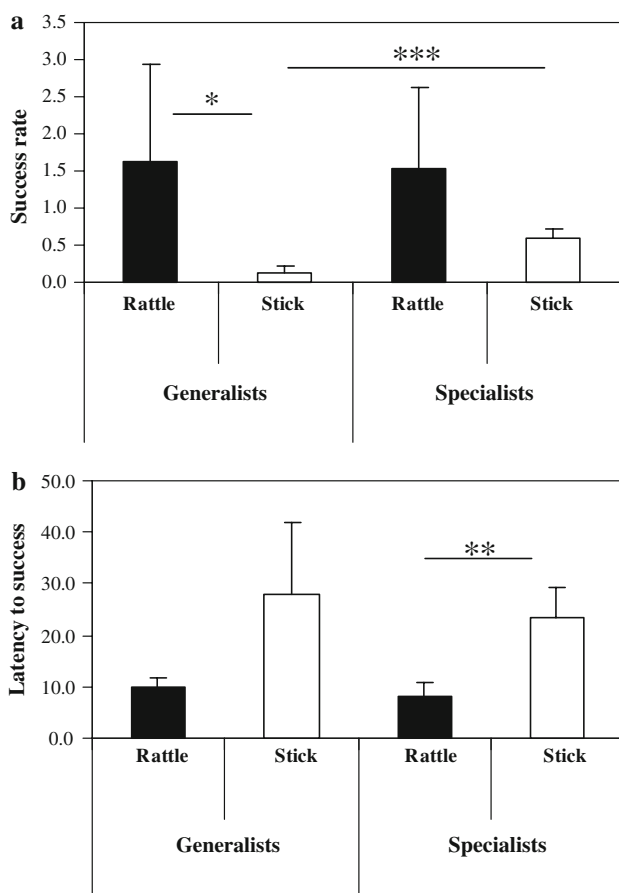 a
3.5
3.0
2.5
2.0
1.5
1.0
0.5
0.0
Success rate
*
***
Rattle Stick Rattle Stick
Generalists Specialists
b
50.0
40.0
30.0
20.0
10.0
0.0
Latency to success
**
Rattle Stick Rattle Stick
Generalists Specialists